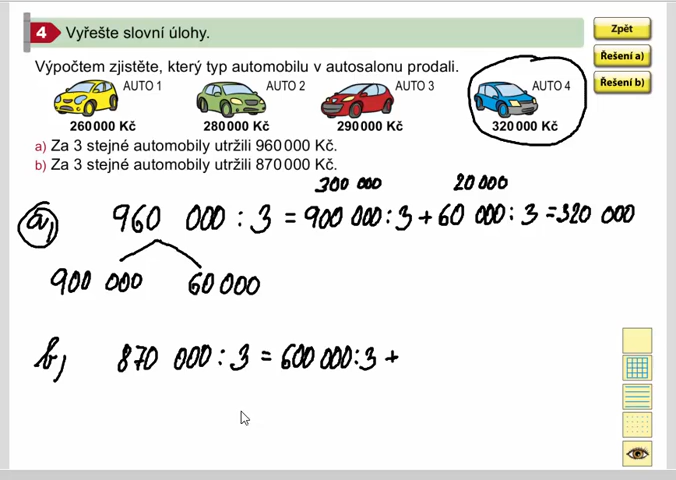 4 Vyřešte slovní úlohy.
Zpět
Řešení a)
Řešení b)
Výpočtem zjistěte, který typ automobilu v autosalonu prodali.
AUTO 1 AUTO 2 AUTO 3 AUTO 4
260 000 Kč 280 000 Kč 290 000 Kč 320 000 Kč
a) Za 3 stejné automobily utržili 960 000 Kč.
b) Za 3 stejné automobily utržili 870 000 Kč.
300 000 20 000
a) 960 000 : 3 = 900 000 : 3 + 60 000 : 3 = 320 000
900 000 60 000
b) 870 000 : 3 = 600 000 : 3 +